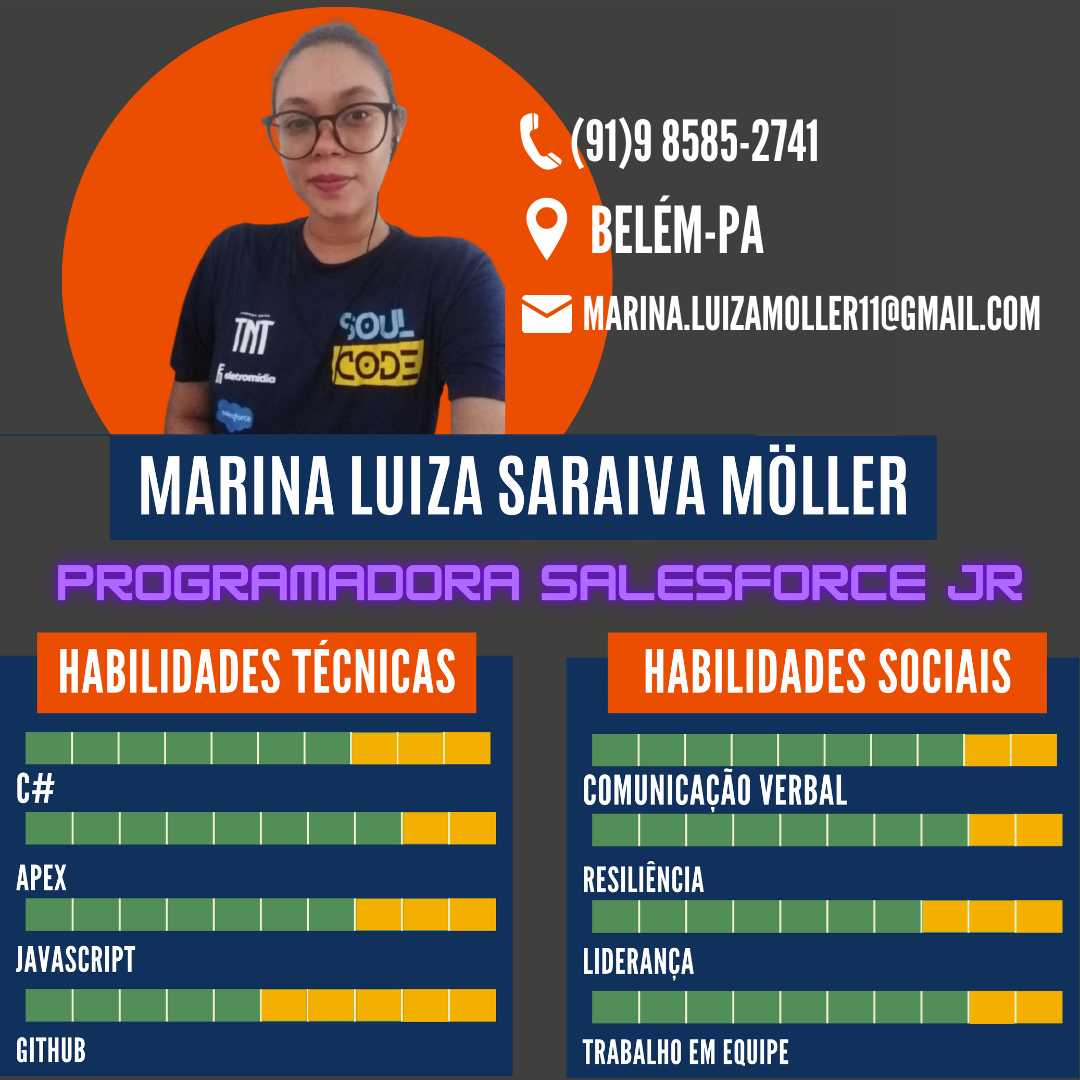 (91)9 8585-2741
BELÉM-PA
MARINA.LUIZAMOLLER11@GMAIL.COM
TNT
SOUL
CODE
eletromidia
salesforce
MARINA LUIZA SARAIVA MÖLLER
PROGRAMADORA SALESFORCE JR
HABILIDADES TÉCNICAS
C#
APEX
JAVASCRIPT
GITHUB
HABILIDADES SOCIAIS
COMUNICAÇÃO VERBAL
RESILIÊNCIA
LIDERANÇA
TRABALHO EM EQUIPE